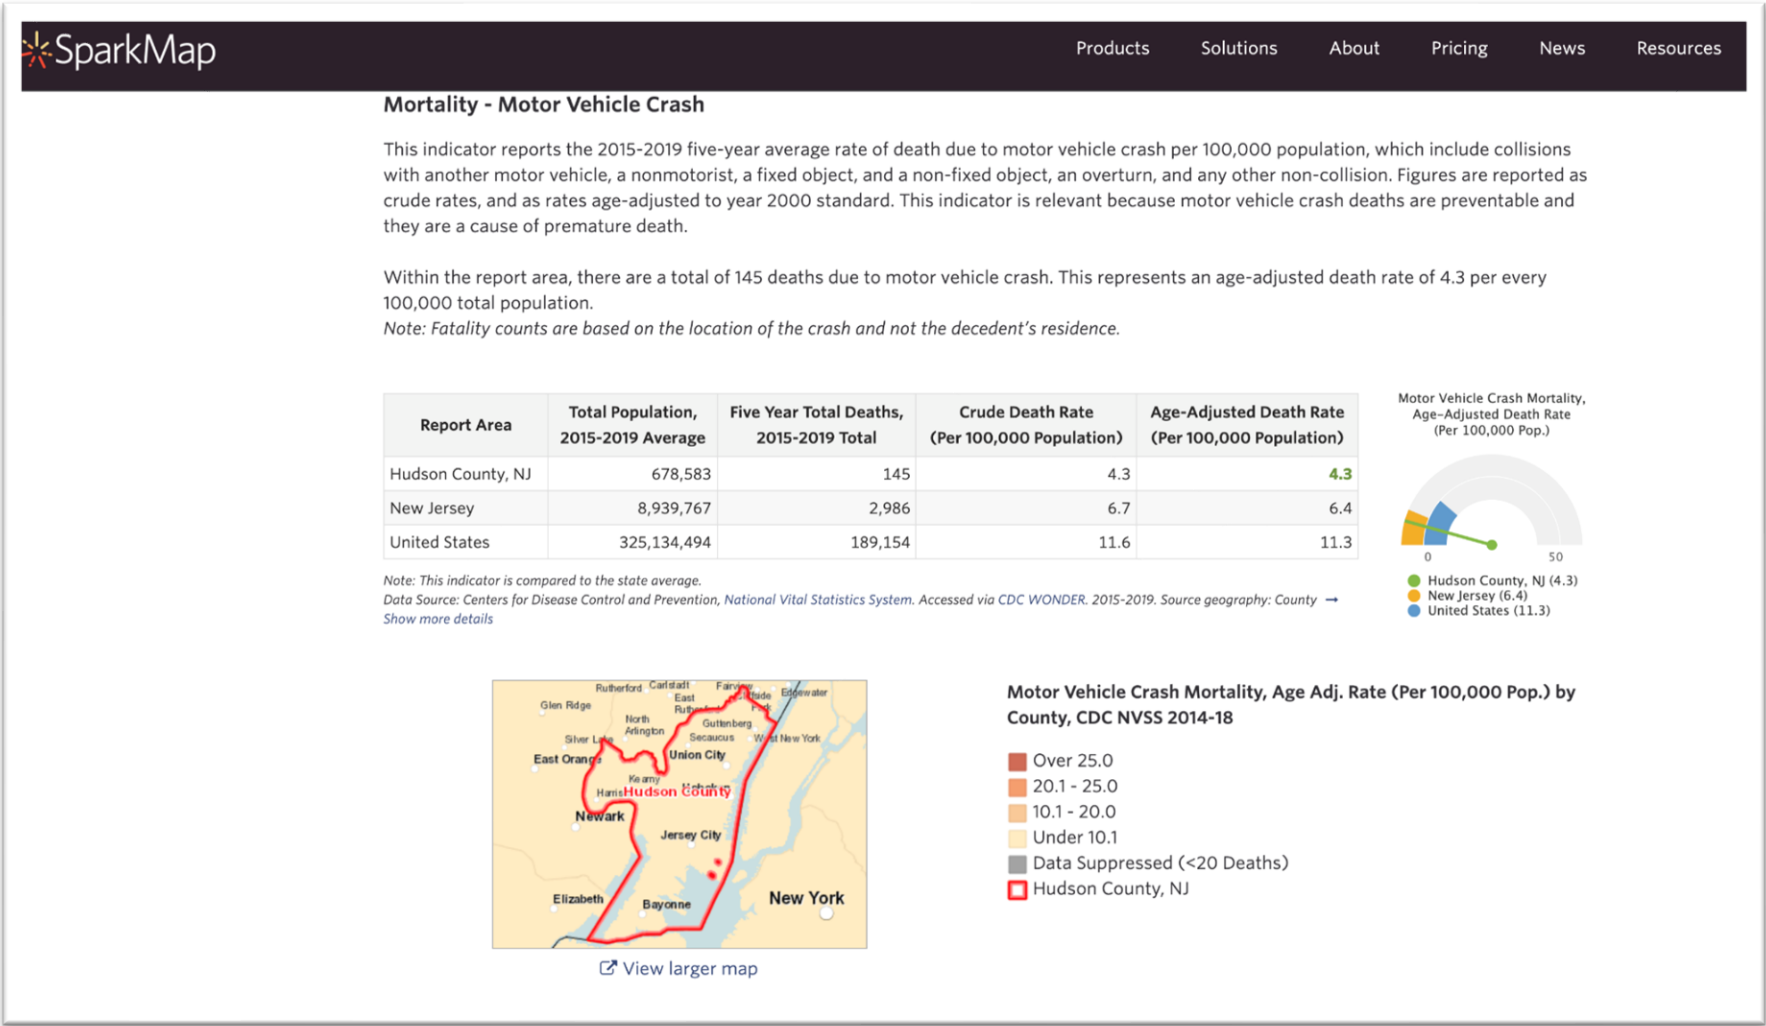 SparkMap
Products Solutions About Pricing News Resources
Mortality - Motor Vehicle Crash
This indicator reports the 2015-2019 five-year average rate of death due to motor vehicle crash per 100,000 population, which include collisions
with another motor vehicle, a nonmotorist, a fixed object, and a non-fixed object, an overturn, and any other non-collision. Figures are reported as
crude rates, and as rates age-adjusted to year 2000 standard. This indicator is relevant because motor vehicle crash deaths are preventable and
they are a cause of premature death.
Within the report area, there are a total of 145 deaths due to motor vehicle crash. This represents an age-adjusted death rate of 4.3 per every
100,000 total population.
Note: Fatality counts are based on the location of the crash and not the decedent's residence.
Report Area
Total Population,
2015-2019 Average
Five Year Total Deaths,
2015-2019 Total
Crude Death Rate
(Per 100,000 Population)
Age-Adjusted Death Rate
(Per 100,000 Population)
Hudson County, NJ 678,583 145 4.3 4.3
New Jersey 8,939,767 2,986 6.7 6.4
United States 325,134,494 189,154 11.6 11.3
Note: This indicator is compared to the state average.
Data Source: Centers for Disease Control and Prevention, National Vital Statistics System. Accessed via CDC WONDER. 2015-2019. Source geography: County →
Show more details
Motor Vehicle Crash Mortality,
Age-Adjusted Death Rate
(Per 100,000 Pop.)
0 50
Hudson County, NJ (4.3)
New Jersey (6.4)
United States (11.3)
Rutherford
Carlstadt
Fairview
Edgewater
East
Glen Ridge
North
Arlington
Guttenberg
Silver Lake
Secaucus
West New York
East Orange
Union City
Kearny
Hudson County
Newark
Jersey City
Elizabeth
Bayonne
New York
View larger map
Motor Vehicle Crash Mortality, Age Adj. Rate (Per 100,000 Pop.) by
County, CDC NVSS 2014-18
Over 25.0
20.1 - 25.0
10.1 - 20.0
Under 10.1
Data Suppressed (<20 Deaths)
Hudson County, NJ